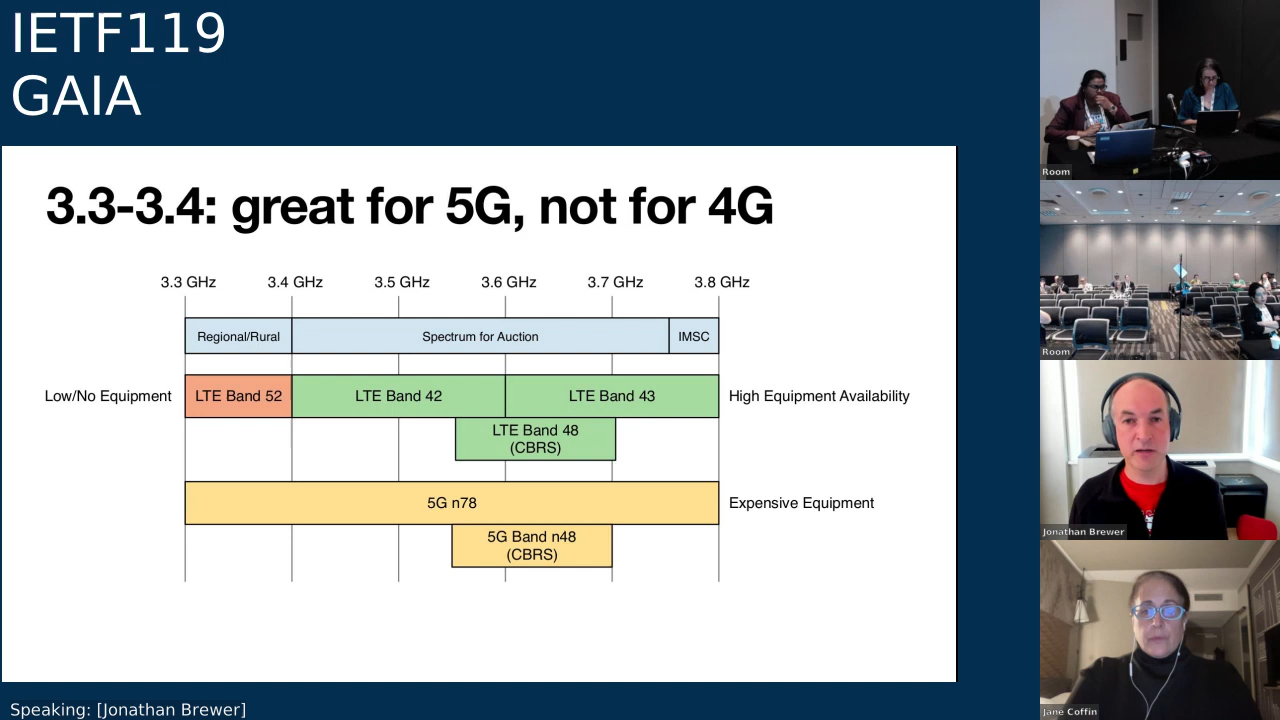 IETF119
GAIA
3.3-3.4: great for 5G, not for 4G
3.3 GHz 3.4 GHz 3.5 GHz 3.6 GHz 3.7 GHz 3.8 GHz
Regional/Rural Spectrum for Auction IMSC
Low/No Equipment LTE Band 52 LTE Band 42 LTE Band 43 High Equipment Availability
LTE Band 48
(CBRS)
5G n78 Expensive Equipment
5G Band n48
(CBRS)
Speaking: [Jonathan Brewer]
Room
Room
Jonathan Brewer
Jane Coffin